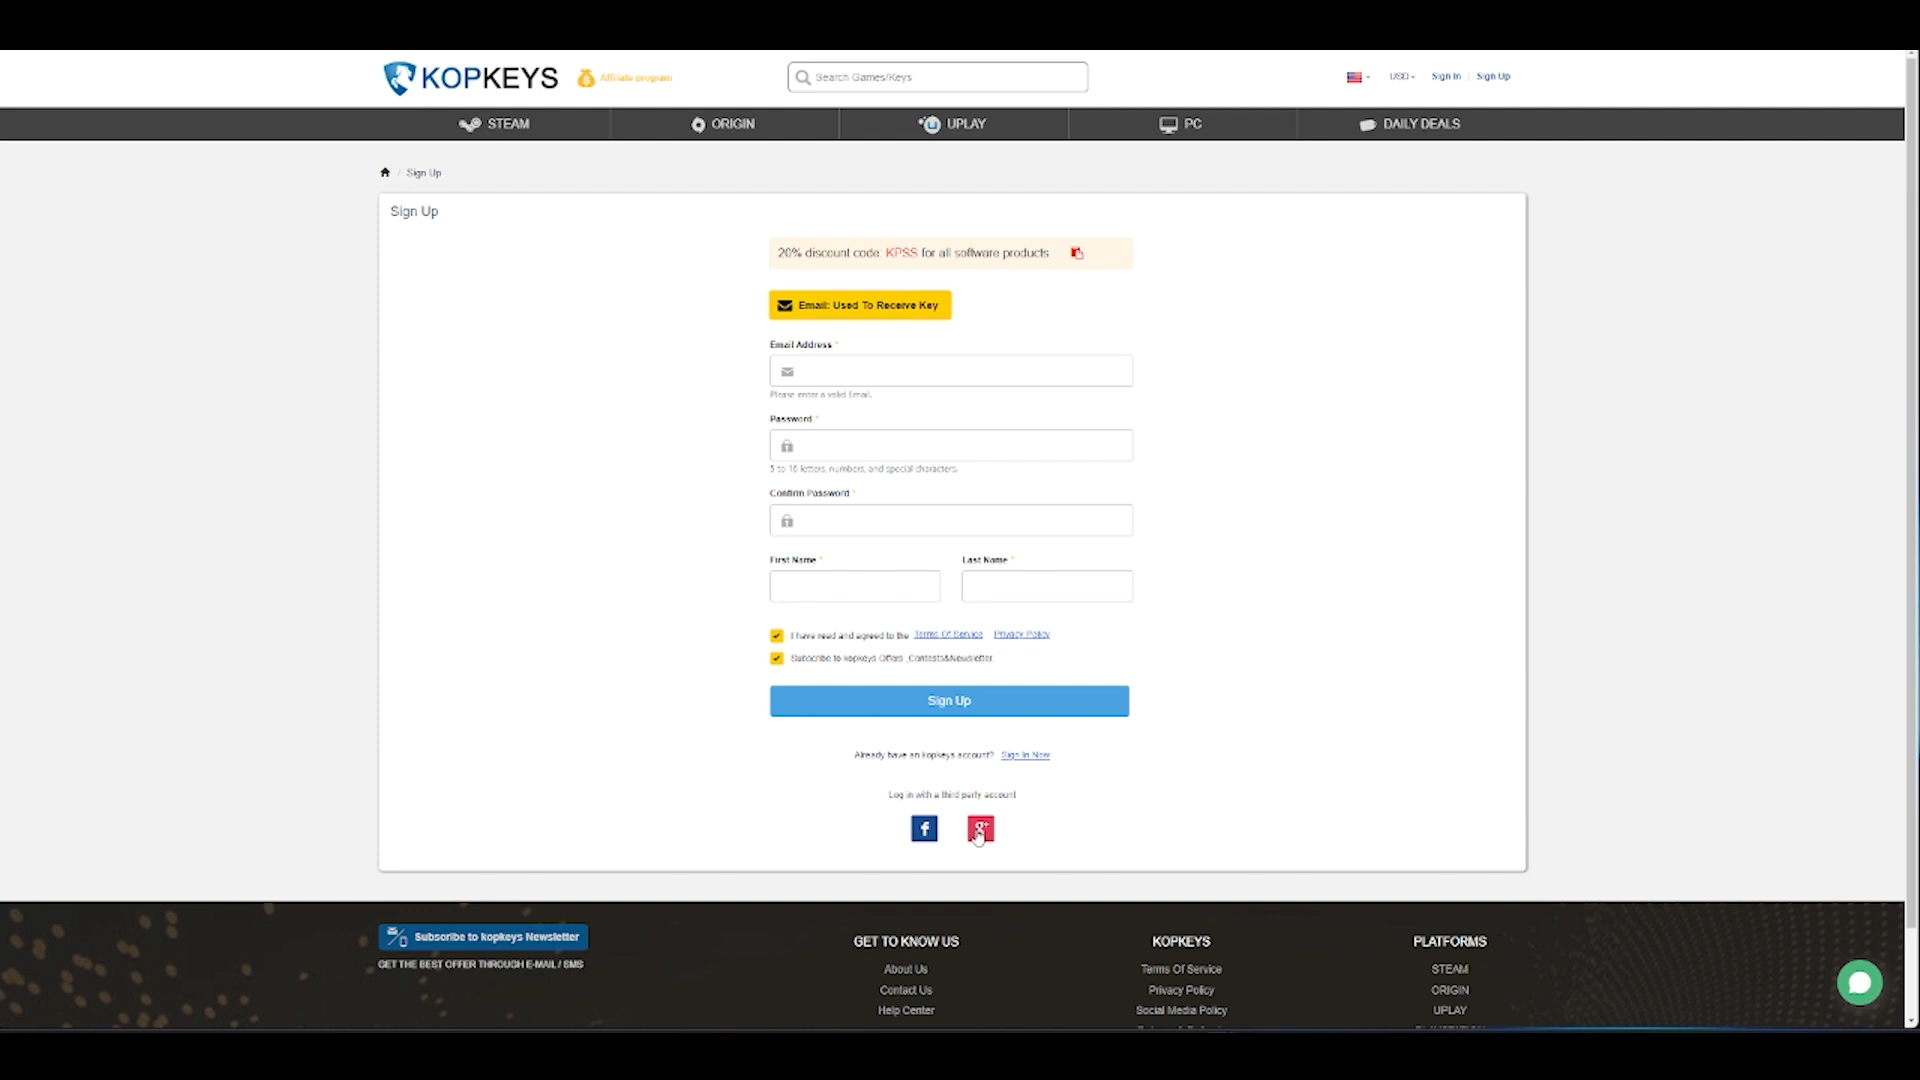 KOPKEYS
Affiliate program
Search Games/Keys
USD
Sign In | Sign Up
STEAM
ORIGIN
UPLAY
PC
DAILY DEALS
/ Sign Up
Sign Up
20% discount code: KPSS for all software products
Email: Used To Receive Key
Email Address *
Please enter a valid Email.
Password *
5 to 16 letters, numbers, and special characters.
Confirm Password *
First Name *
Last Name *
I have read and agreed to the Terms Of Service Privacy Policy
Subscribe to kopkeys Offers ,Contests&Newsletter.
Sign Up
Already have an kopkeys account? Sign In Now
Log in with a third party account
f
g+
Subscribe to kopkeys Newsletter
GET THE BEST OFFER THROUGH E-MAIL / SMS
GET TO KNOW US
About Us
Contact Us
Help Center
KOPKEYS
Terms Of Service
Privacy Policy
Social Media Policy
PLATFORMS
STEAM
ORIGIN
UPLAY